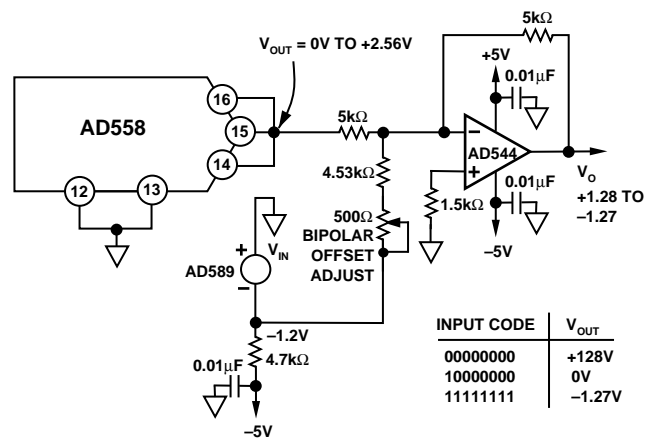 5kΩ
V_OUT = 0V TO +2.56V
+5V
0.01μF
16
AD558
15
5kΩ
–
AD544
14
4.53kΩ
+
V_O
12
13
0.01μF
+1.28 TO
–1.27
500Ω
1.5kΩ
BIPOLAR
OFFSET
ADJUST
–5V
+
V_IN
AD589
–
–1.2V
4.7kΩ
0.01μF
–5V
INPUT CODE V_OUT
00000000 +128V
10000000 0V
11111111 –1.27V